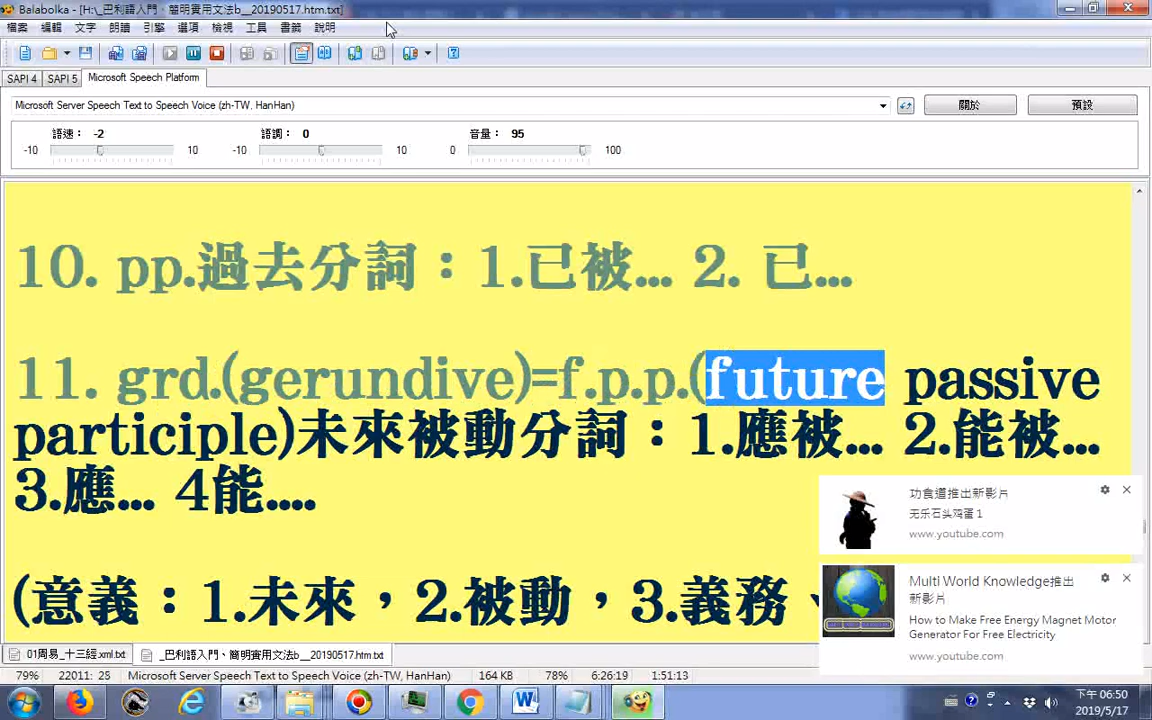 Balabolka - [H:\_巴利語入門、簡明實用文法b__20190517.htm.txt]
檔案 編輯 文字 朗讀 引擎 選項 檢視 工具 書籤 說明
SAPI 4 SAPI 5 Microsoft Speech Platform
Microsoft Server Speech Text to Speech Voice (zh-TW, HanHan)
關於 預設
語速： -2 語調： 0 音量： 95
-10 10 -10 10 0 100
10. pp.過去分詞：1.已被... 2. 已...
11. grd.(gerundive)=f.p.p.(future passive
participle)未來被動分詞：1.應被... 2.能被...
3.應... 4能....
(意義：1.未來，2.被動，3.義務、
功食道推出新影片
无乐石头鸡蛋 1
www.youtube.com
Multi World Knowledge推出
新影片
How to Make Free Energy Magnet Motor
Generator For Free Electricity
www.youtube.com
01周易_十三經.xml.txt _巴利語入門、簡明實用文法b__20190517.htm.txt
79% 22011: 28 Microsoft Server Speech Text to Speech Voice (zh-TW, HanHan) 164 KB 78% 6:26:19 1:51:13
下午 06:50
2019/5/17